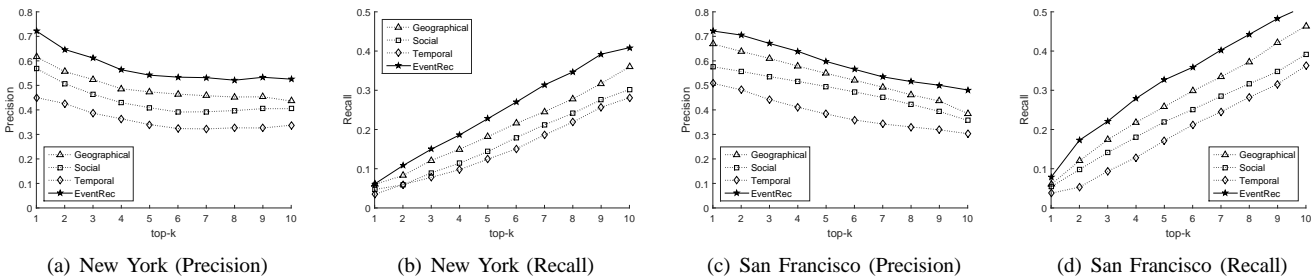 0.8
0.7
0.6
0.5
0.4
0.3
0.2
0.1
0
Precision
Geographical
Social
Temporal
EventRec
1 2 3 4 5 6 7 8 9 10
top-k
(a) New York (Precision)
0.5
0.4
0.3
0.2
0.1
0
Recall
Geographical
Social
Temporal
EventRec
1 2 3 4 5 6 7 8 9 10
top-k
(b) New York (Recall)
0.8
0.7
0.6
0.5
0.4
0.3
0.2
0.1
0
Precision
Geographical
Social
Temporal
EventRec
1 2 3 4 5 6 7 8 9 10
top-k
(c) San Francisco (Precision)
0.5
0.4
0.3
0.2
0.1
0
Recall
Geographical
Social
Temporal
EventRec
1 2 3 4 5 6 7 8 9 10
top-k
(d) San Francisco (Recall)